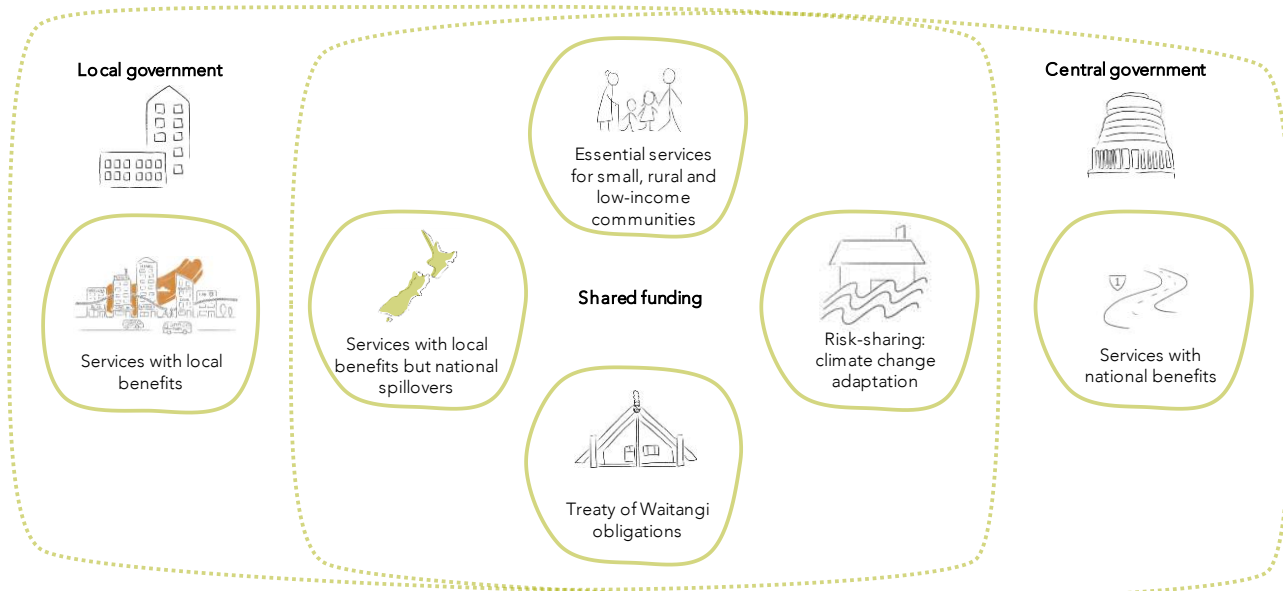 Local government
Central government
Essential services
for small, rural and
low-income
communities
Services with local
benefits
Services with local
benefits but national
spillovers
Shared funding
Risk-sharing:
climate change
adaptation
1
Services with
national benefits
Treaty of Waitangi
obligations